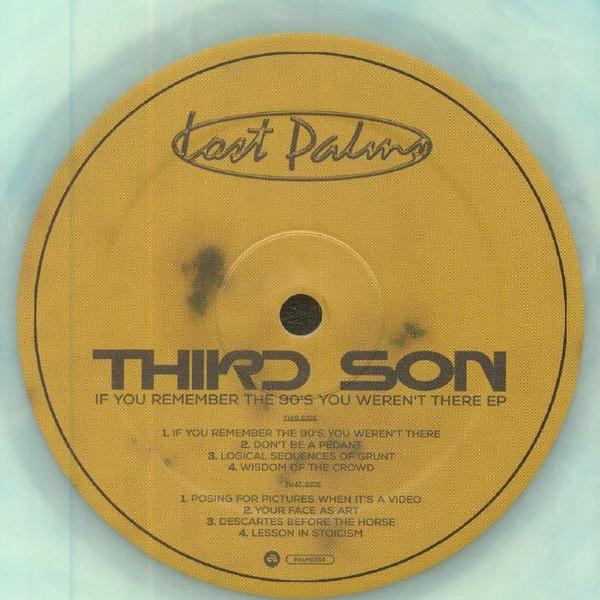 Lost Palms
THIRD SON
IF YOU REMEMBER THE 90'S YOU WEREN'T THERE EP
THIS SIDE
1. IF YOU REMEMBER THE 90'S YOU WEREN'T THERE
2. DON'T BE A PEDANT
3. LOGICAL SEQUENCES OF GRUNT
4. WISDOM OF THE CROWD
THAT SIDE
1. POSING FOR PICTURES WHEN IT'S A VIDEO
2. YOUR FACE AS ART
3. DESCARTES BEFORE THE HORSE
4. LESSON IN STOICISM